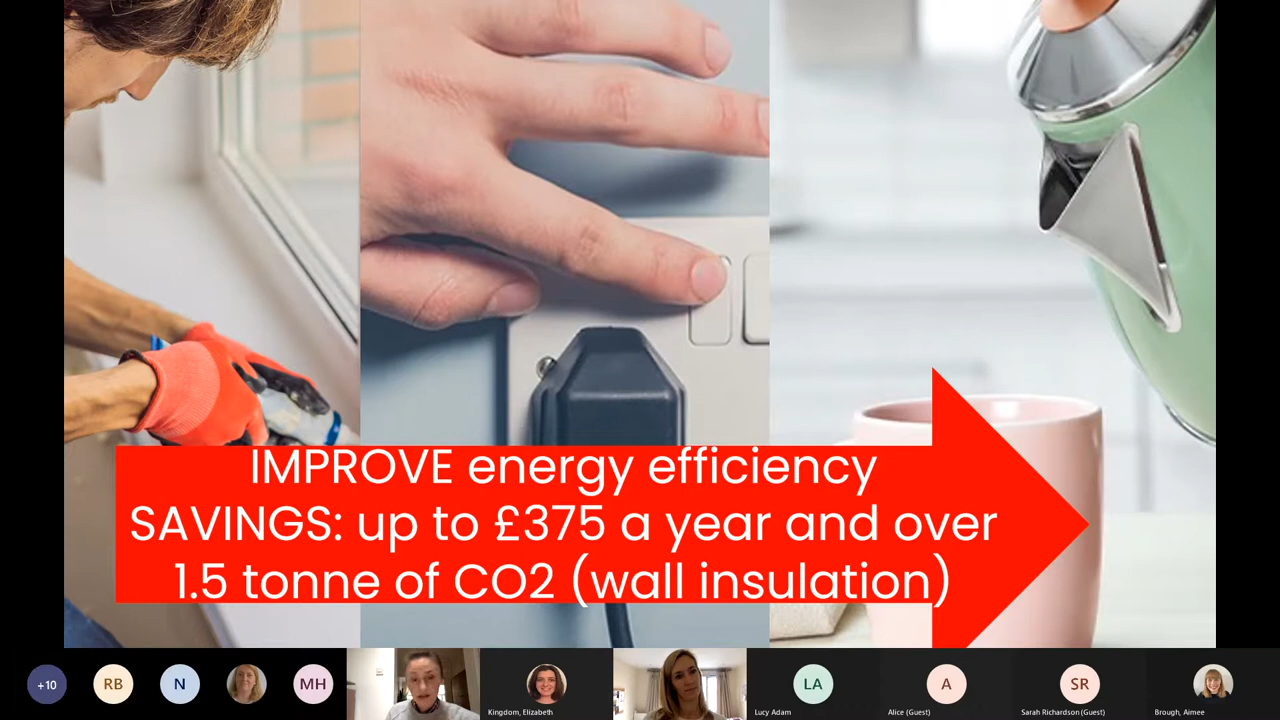 IMPROVE energy efficiency
SAVINGS: up to £375 a year and over
1.5 tonne of CO2 (wall insulation)
+10
RB
N
MH
Kingdom, Elizabeth
LA
Lucy Adam
A
Alice (Guest)
SR
Sarah Richardson (Guest)
Brough, Aimee